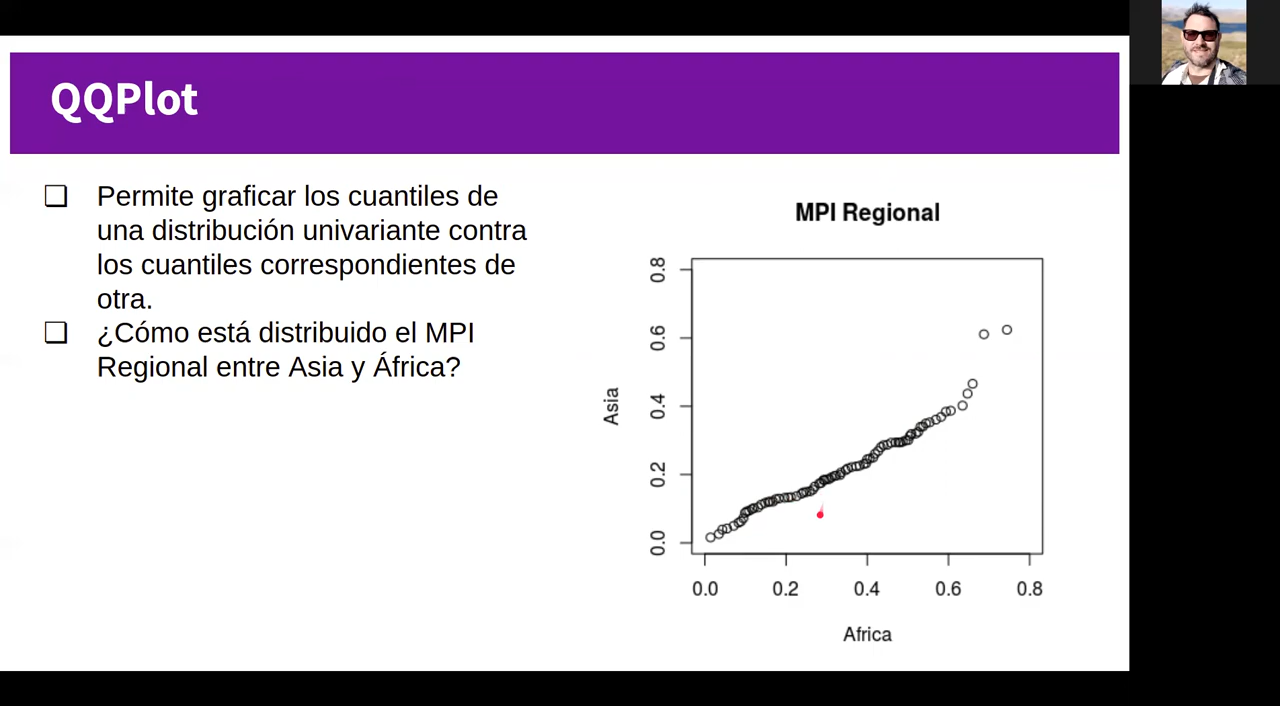 QQPlot
❏ Permite graficar los cuantiles de
una distribución univariante contra
los cuantiles correspondientes de
otra.
❏ ¿Cómo está distribuido el MPI
Regional entre Asia y África?
MPI Regional
0.8
0.6
0.4
0.2
0.0
Asia
0.0 0.2 0.4 0.6 0.8
Africa